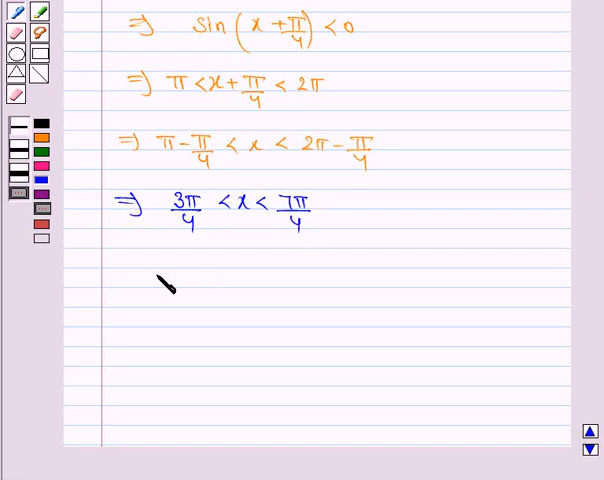 ⇒ sin(x + π/4) < 0
⇒ π < x + π/4 < 2π
⇒ π - π/4 < x < 2π - π/4
⇒ 3π/4 < x < 7π/4